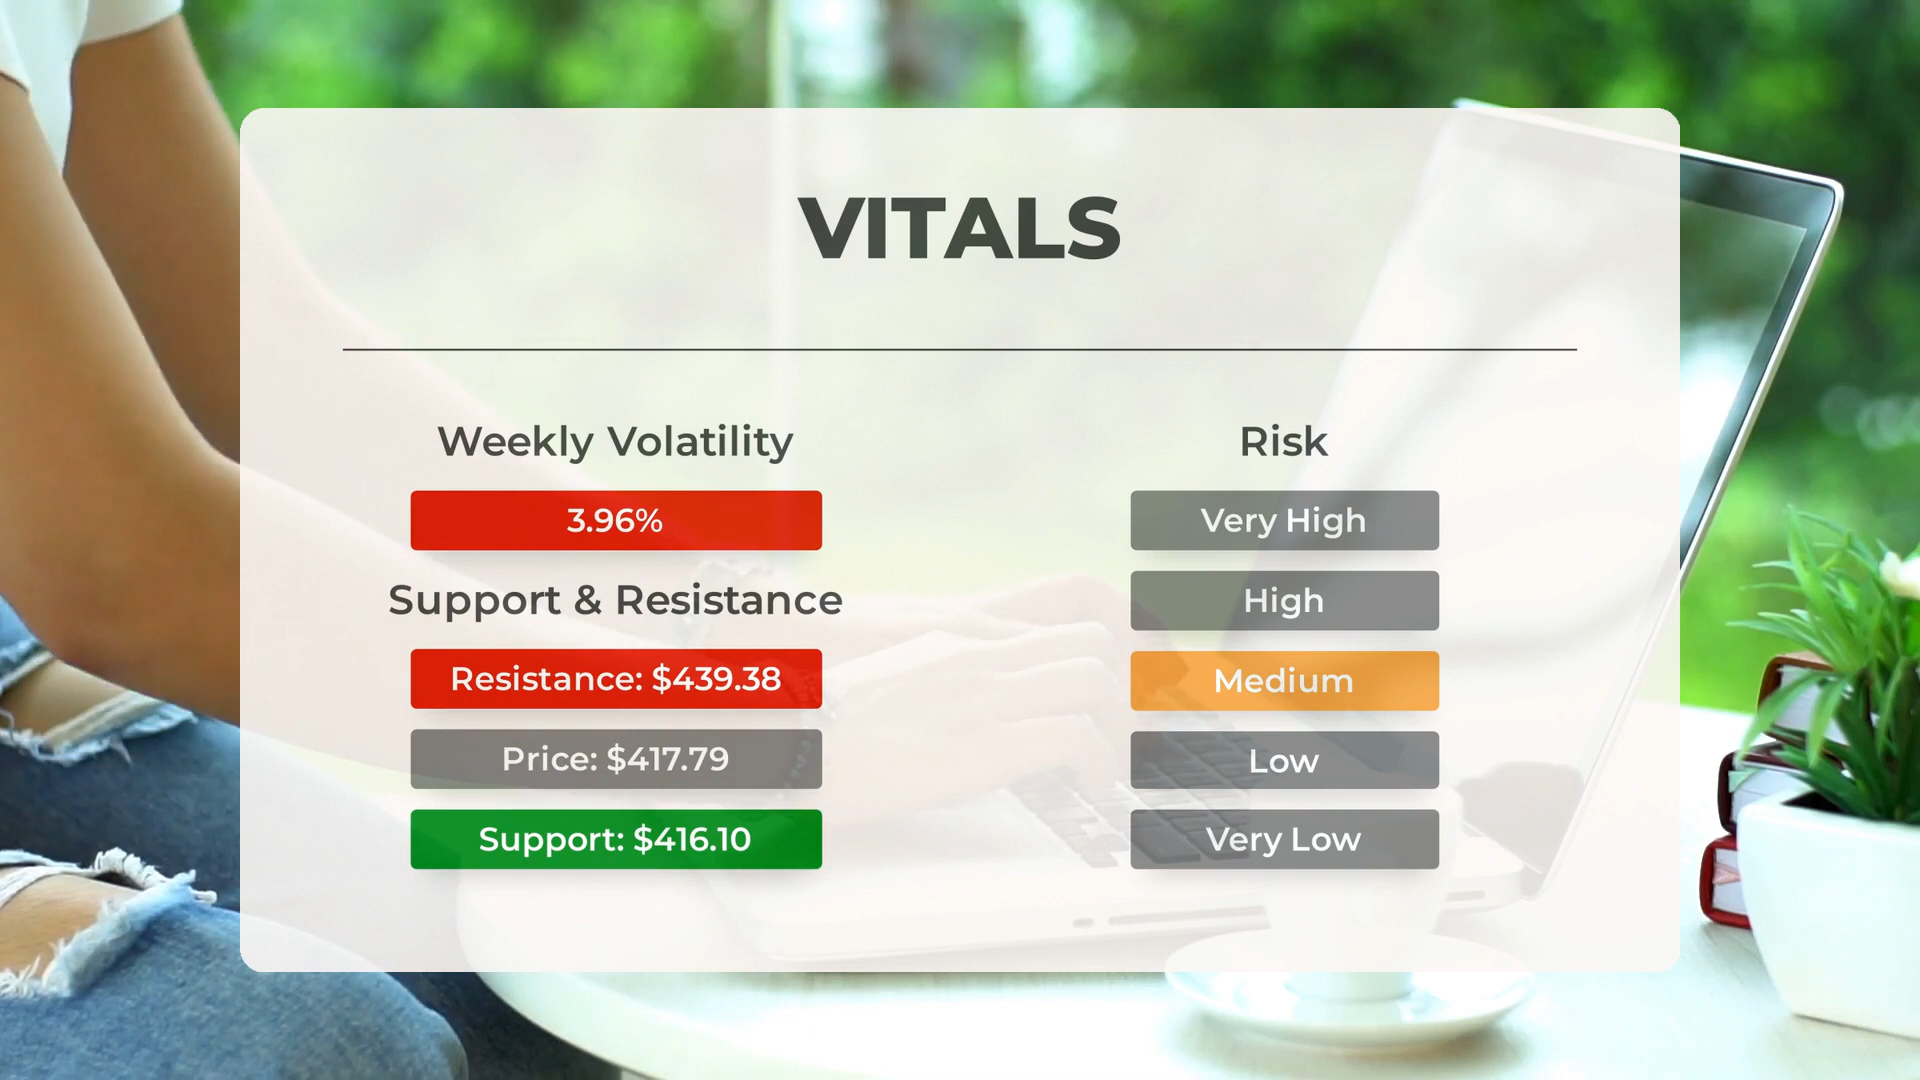 VITALS
Weekly Volatility
3.96%
Support & Resistance
Resistance: $439.38
Price: $417.79
Support: $416.10
Risk
Very High
High
Medium
Low
Very Low